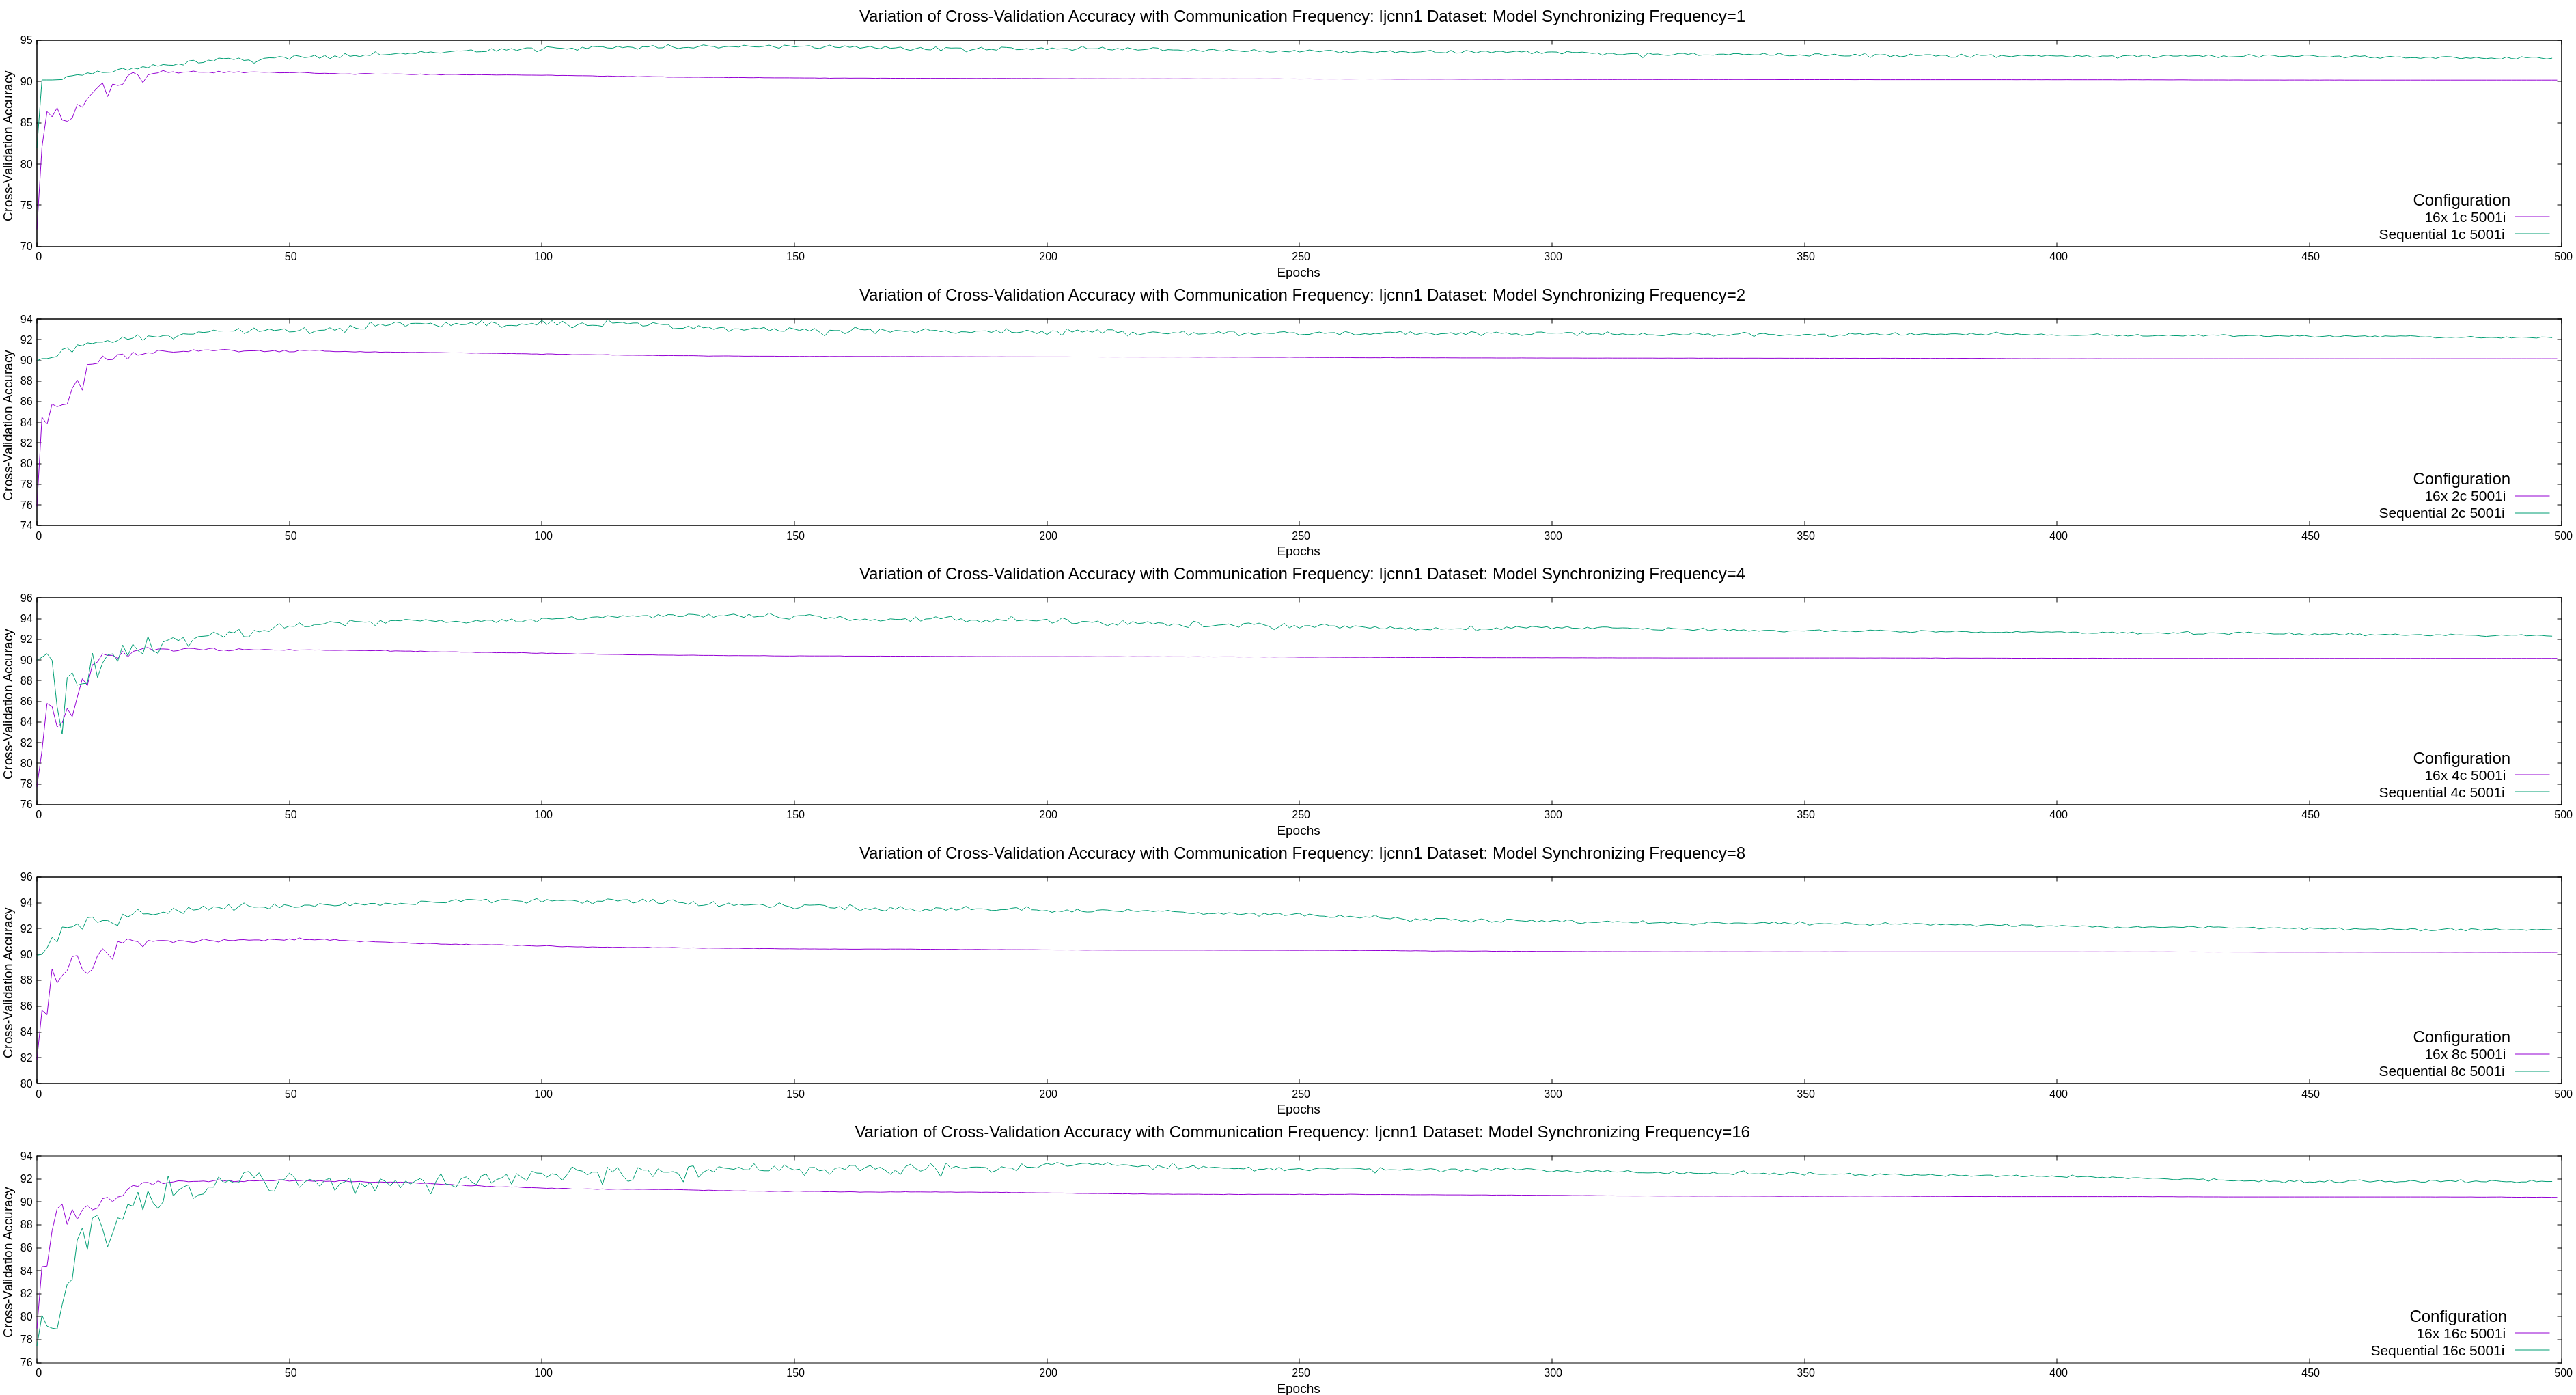 Variation of Cross-Validation Accuracy with Communication Frequency: Ijcnn1 Dataset: Model Synchronizing Frequency=1
95
90
85
80
75
70
Cross-Validation Accuracy
Configuration
16x 1c 5001i
Sequential 1c 5001i
0 50 100 150 200 250 300 350 400 450 500
Epochs
Variation of Cross-Validation Accuracy with Communication Frequency: Ijcnn1 Dataset: Model Synchronizing Frequency=2
94
92
90
88
86
84
82
80
78
76
74
Cross-Validation Accuracy
Configuration
16x 2c 5001i
Sequential 2c 5001i
0 50 100 150 200 250 300 350 400 450 500
Epochs
Variation of Cross-Validation Accuracy with Communication Frequency: Ijcnn1 Dataset: Model Synchronizing Frequency=4
96
94
92
90
88
86
84
82
80
78
76
Cross-Validation Accuracy
Configuration
16x 4c 5001i
Sequential 4c 5001i
0 50 100 150 200 250 300 350 400 450 500
Epochs
Variation of Cross-Validation Accuracy with Communication Frequency: Ijcnn1 Dataset: Model Synchronizing Frequency=8
96
94
92
90
88
86
84
82
80
Cross-Validation Accuracy
Configuration
16x 8c 5001i
Sequential 8c 5001i
0 50 100 150 200 250 300 350 400 450 500
Epochs
Variation of Cross-Validation Accuracy with Communication Frequency: Ijcnn1 Dataset: Model Synchronizing Frequency=16
94
92
90
88
86
84
82
80
78
76
Cross-Validation Accuracy
Configuration
16x 16c 5001i
Sequential 16c 5001i
0 50 100 150 200 250 300 350 400 450 500
Epochs